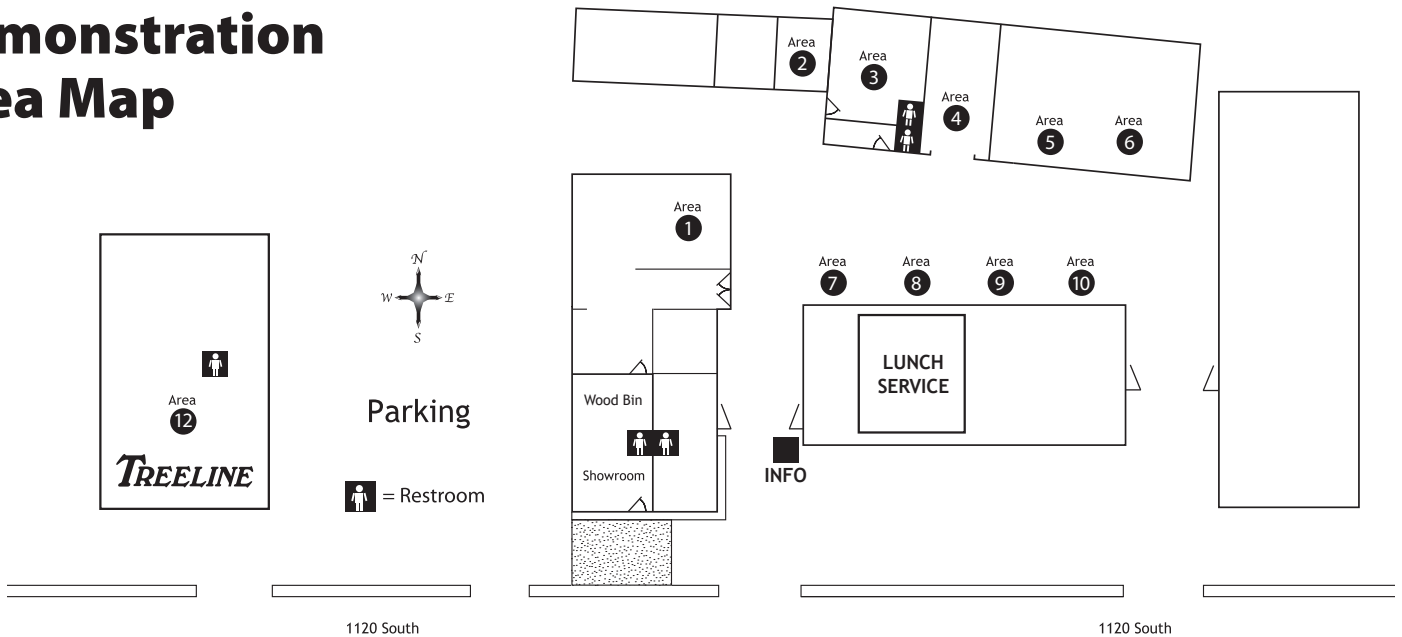 monstration
ea Map
Area
2
Area
3
Area
4
Area
5
Area
6
Area
1
Area
7
Area
8
Area
9
Area
10
N
W E
S
LUNCH
SERVICE
Parking
Wood Bin
Showroom
Area
12
TREELINE
INFO
= Restroom
1120 South
1120 South